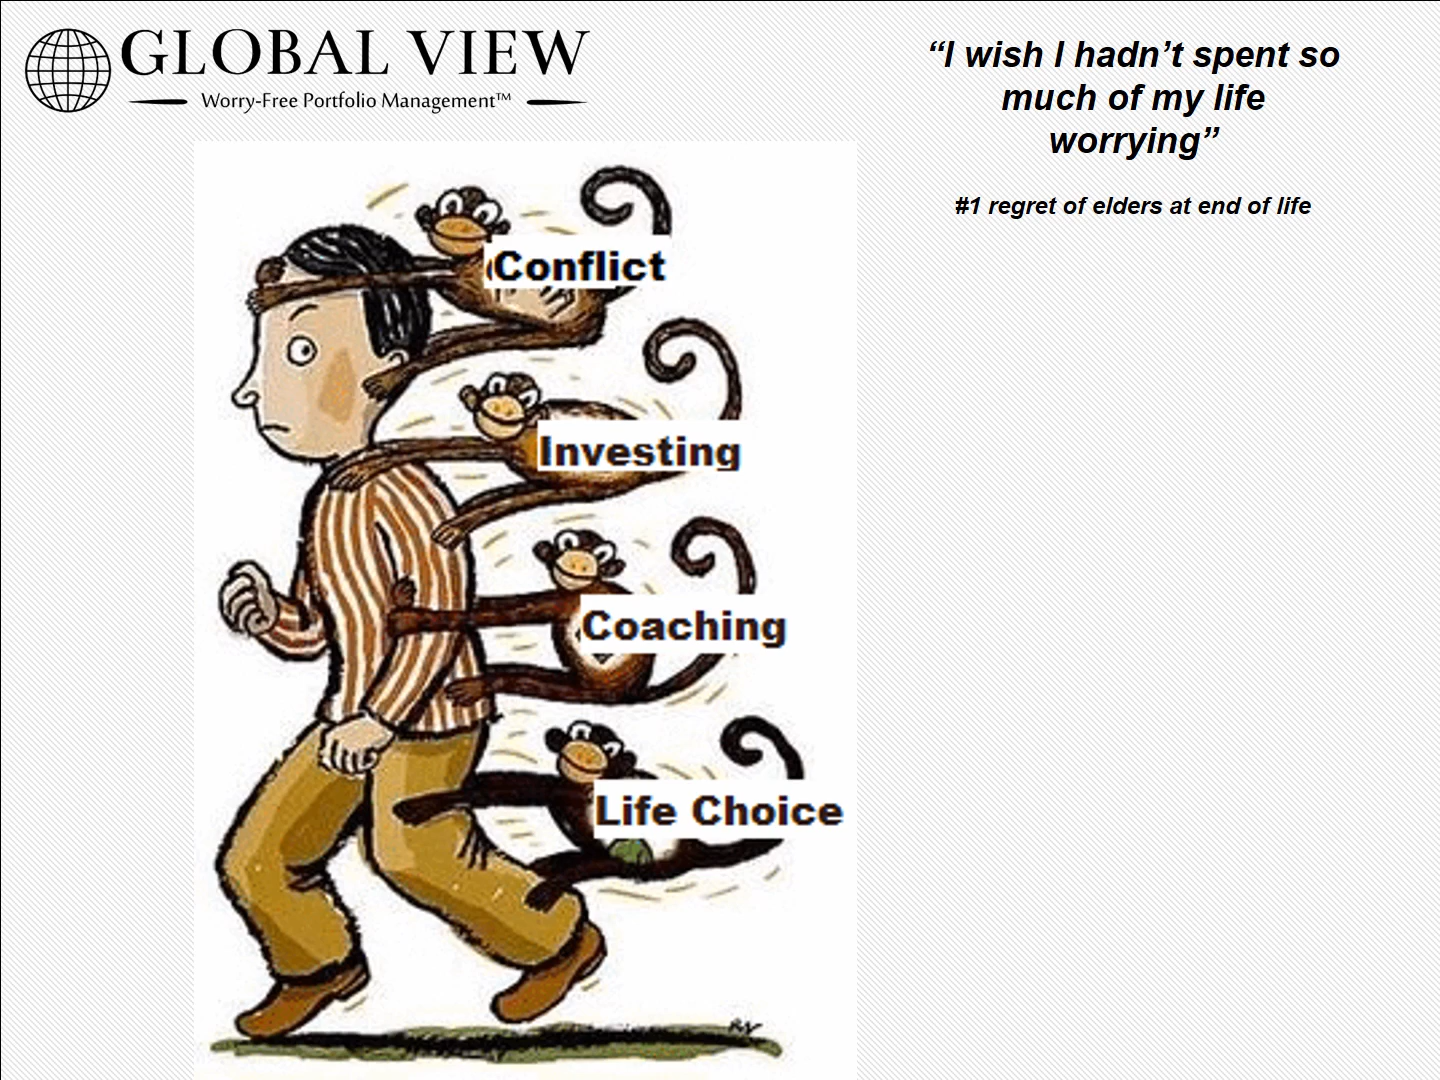 GLOBAL VIEW
Worry-Free Portfolio Management™
“I wish I hadn’t spent so
much of my life
worrying”
#1 regret of elders at end of life
Conflict
Investing
Coaching
Life Choice